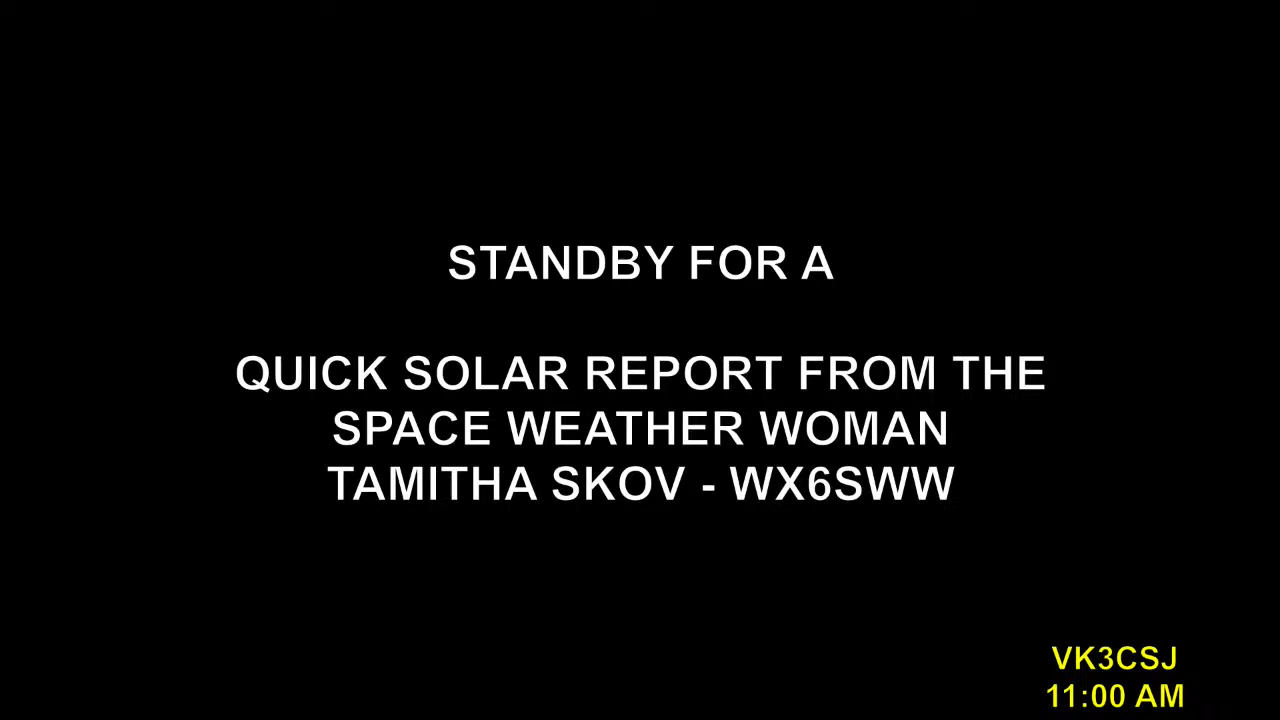 STANDBY FOR A
QUICK SOLAR REPORT FROM THE
SPACE WEATHER WOMAN
TAMITHA SKOV - WX6SWW
VK3CSJ
11:00 AM